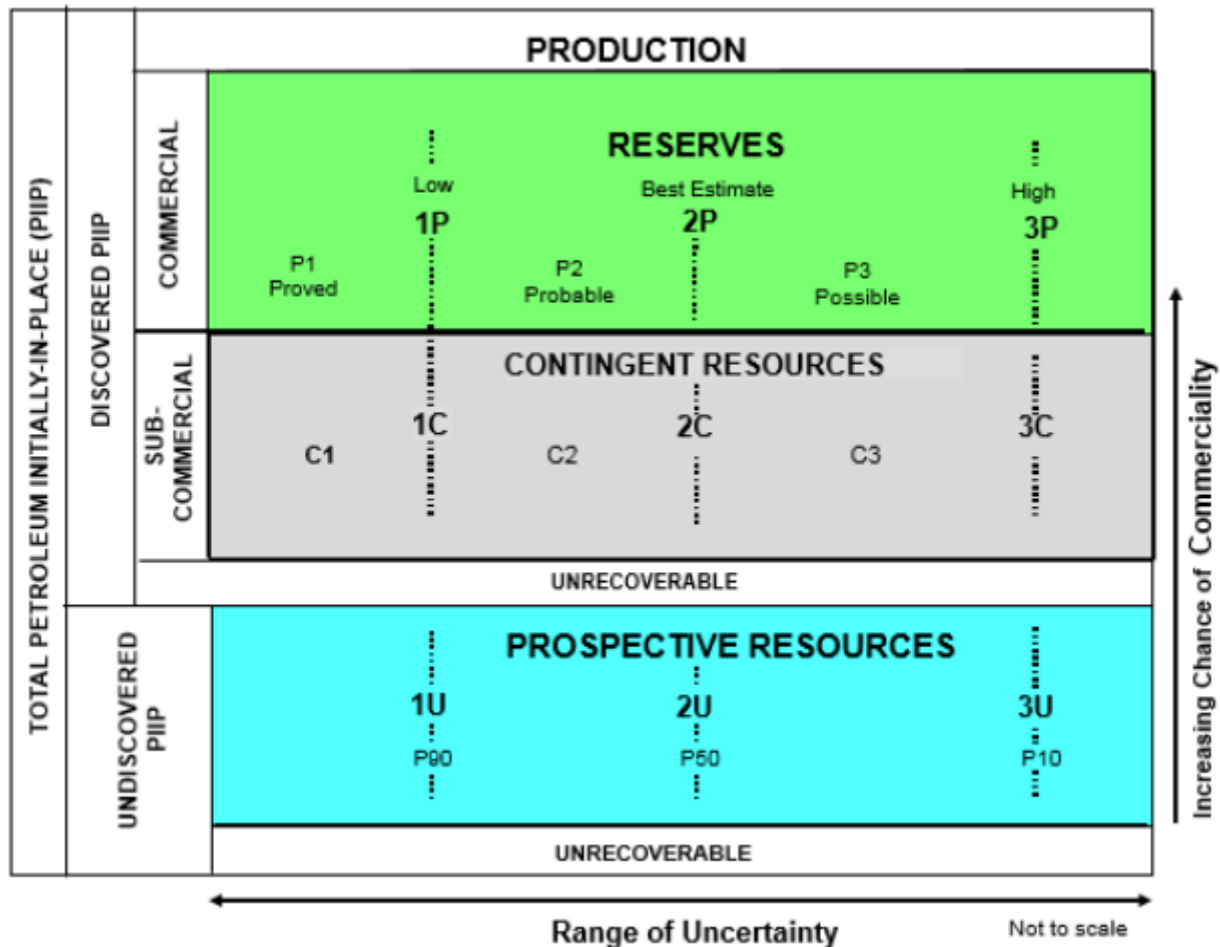 TOTAL PETROLEUM INITIALLY-IN-PLACE (PIIP)
DISCOVERED PIIP
PRODUCTION
COMMERCIAL
RESERVES
Low
Best Estimate
High
1P
2P
3P
P1
Proved
P2
Probable
P3
Possible
SUB-
COMMERCIAL
CONTINGENT RESOURCES
1C
2C
3C
C1
C2
C3
UNRECOVERABLE
UNDISCOVERED
PIIP
PROSPECTIVE RESOURCES
1U
2U
3U
P90
P50
P10
UNRECOVERABLE
Increasing Chance of Commerciality
Range of Uncertainty
Not to scale